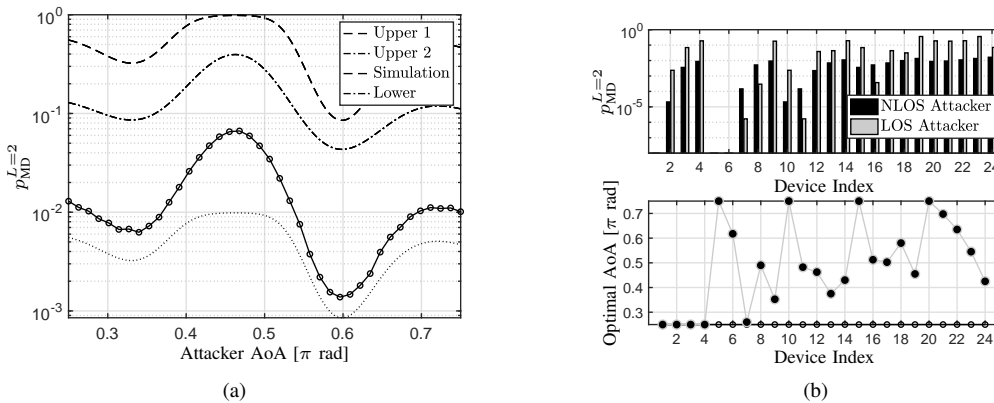 10^0
10^-1
10^-2
10^-3
p_MD^L=2
Upper 1
Upper 2
Simulation
Lower
0.3 0.4 0.5 0.6 0.7
Attacker AoA [π rad]
(a)
10^0
10^-5
p_MD^L=2
NLOS Attacker
LOS Attacker
2 4 6 8 10 12 14 16 18 20 22 24
Device Index
Optimal AoA [π rad]
0.7
0.6
0.5
0.4
0.3
2 4 6 8 10 12 14 16 18 20 22 24
Device Index
(b)